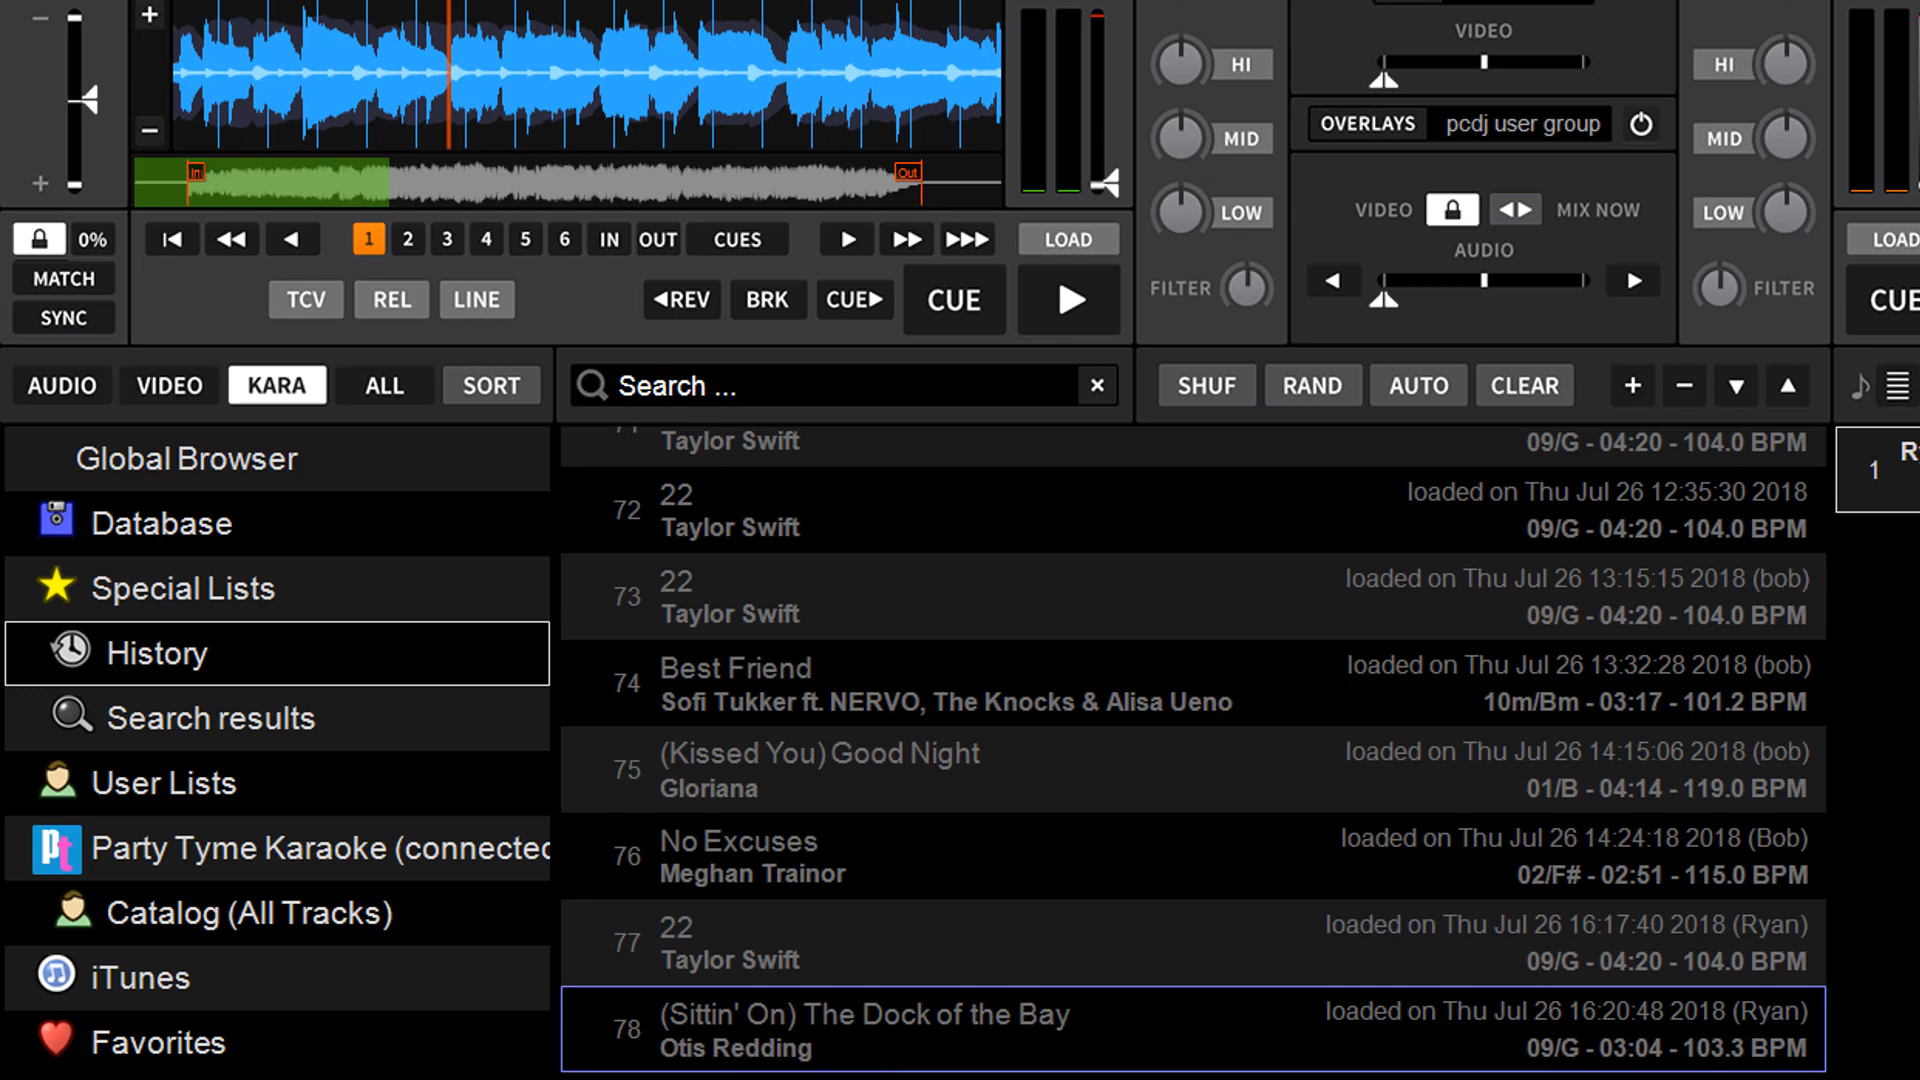 VIDEO
HI
HI
OVERLAYS pcdj user group
MID
MID
In
Out
LOW
LOW
VIDEO MIX NOW
0%
1 2 3 4 5 6 IN OUT CUES
LOAD
LOAD
AUDIO
MATCH
TCV REL LINE
REV BRK CUE CUE
FILTER
FILTER
CUE
SYNC
AUDIO VIDEO KARA ALL SORT
Search ...
SHUF RAND AUTO CLEAR
Global Browser
Database
Special Lists
History
Search results
User Lists
Party Tyme Karaoke (connected
Catalog (All Tracks)
iTunes
Favorites
Taylor Swift 09/G - 04:20 - 104.0 BPM
72 22 loaded on Thu Jul 26 12:35:30 2018
Taylor Swift 09/G - 04:20 - 104.0 BPM
73 22 loaded on Thu Jul 26 13:15:15 2018 (bob)
Taylor Swift 09/G - 04:20 - 104.0 BPM
74 Best Friend loaded on Thu Jul 26 13:32:28 2018 (bob)
Sofi Tukker ft. NERVO, The Knocks & Alisa Ueno 10m/Bm - 03:17 - 101.2 BPM
75 (Kissed You) Good Night loaded on Thu Jul 26 14:15:06 2018 (bob)
Gloriana 01/B - 04:14 - 119.0 BPM
76 No Excuses loaded on Thu Jul 26 14:24:18 2018 (Bob)
Meghan Trainor 02/F# - 02:51 - 115.0 BPM
77 22 loaded on Thu Jul 26 16:17:40 2018 (Ryan)
Taylor Swift 09/G - 04:20 - 104.0 BPM
78 (Sittin' On) The Dock of the Bay loaded on Thu Jul 26 16:20:48 2018 (Ryan)
Otis Redding 09/G - 03:04 - 103.3 BPM
1